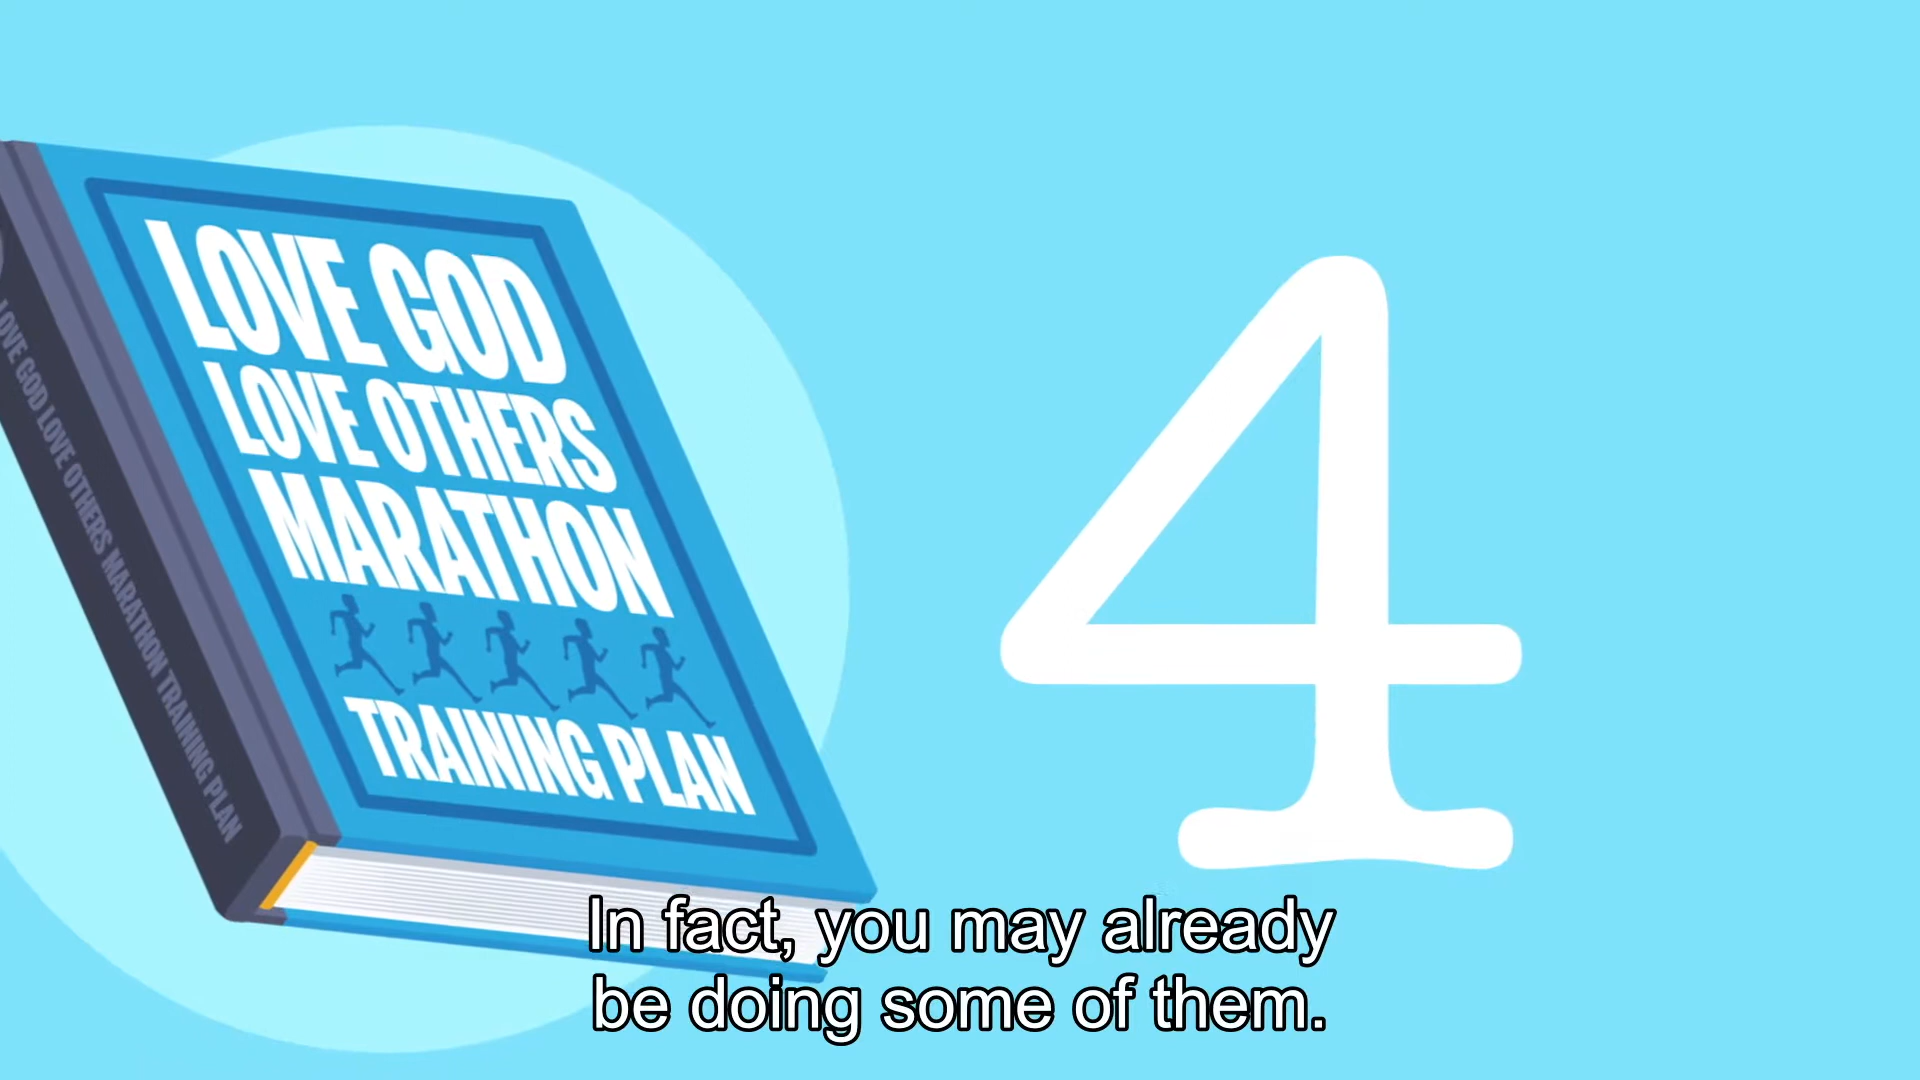 LOVE GOD
LOVE OTHERS
MARATHON
TRAINING PLAN
LOVE GOD LOVE OTHERS MARATHON TRAINING PLAN
4
In fact, you may already
be doing some of them.